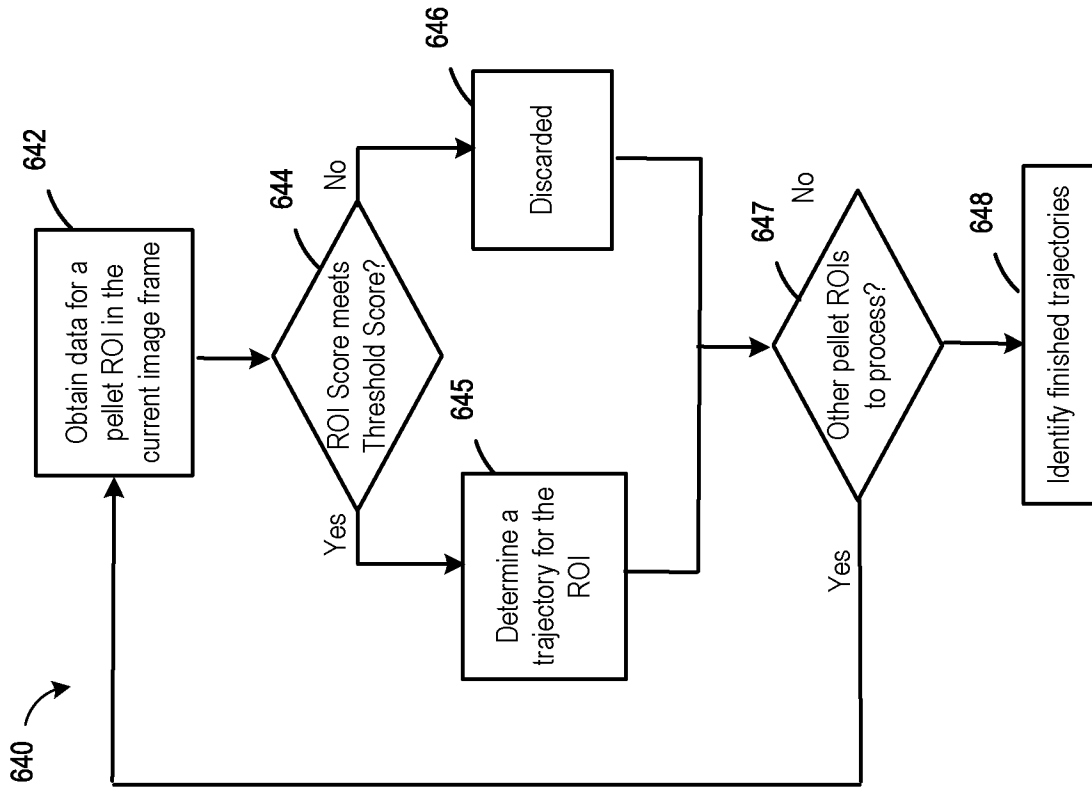 640
642
Obtain data for a
pellet ROI in the
current image frame
644
ROI Score meets
Threshold Score?
Yes
No
645
Determine a
trajectory for the
ROI
646
Discarded
647
Other pellet ROIs
to process?
Yes
No
648
Identify finished trajectories